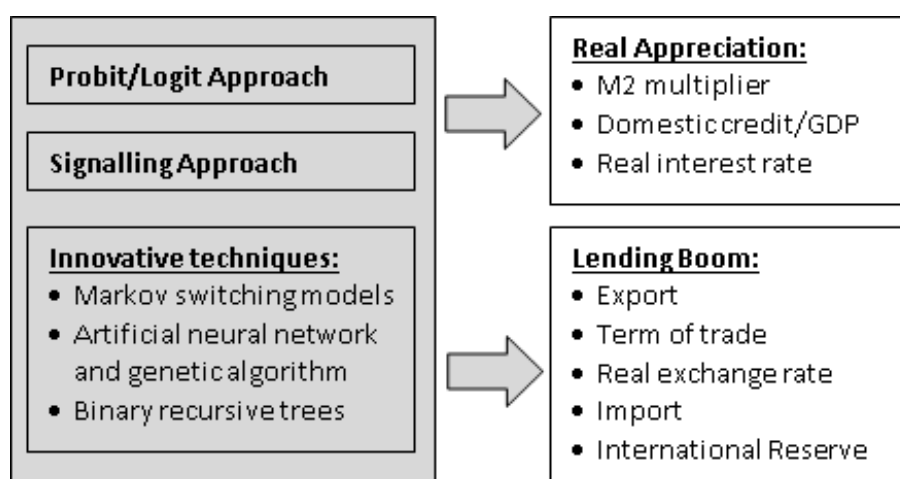 Probit/Logit Approach
Signalling Approach
Innovative techniques:
• Markov switching models
• Artificial neural network
and genetic algorithm
• Binary recursive trees
Real Appreciation:
• M2 multiplier
• Domestic credit/GDP
• Real interest rate
Lending Boom:
• Export
• Term of trade
• Real exchange rate
• Import
• International Reserve